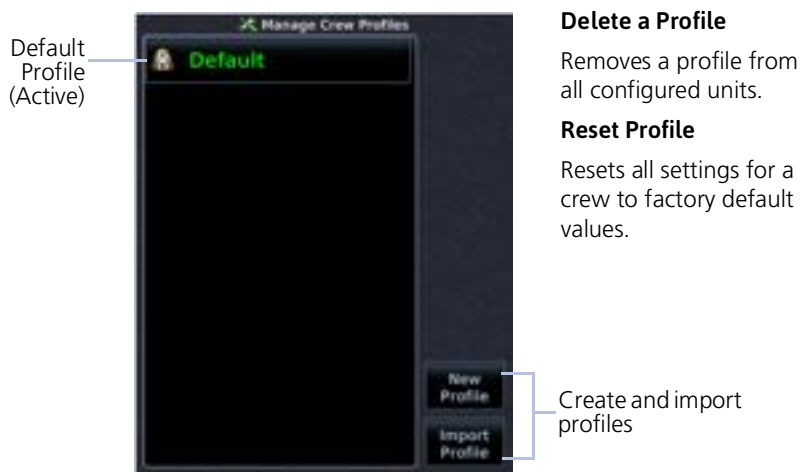 Manage Crew Profiles
Default
Profile
(Active)
Default
New
Profile
Import
Profile
Delete a Profile
Removes a profile from
all configured units.
Reset Profile
Resets all settings for a
crew to factory default
values.
Create and import
profiles